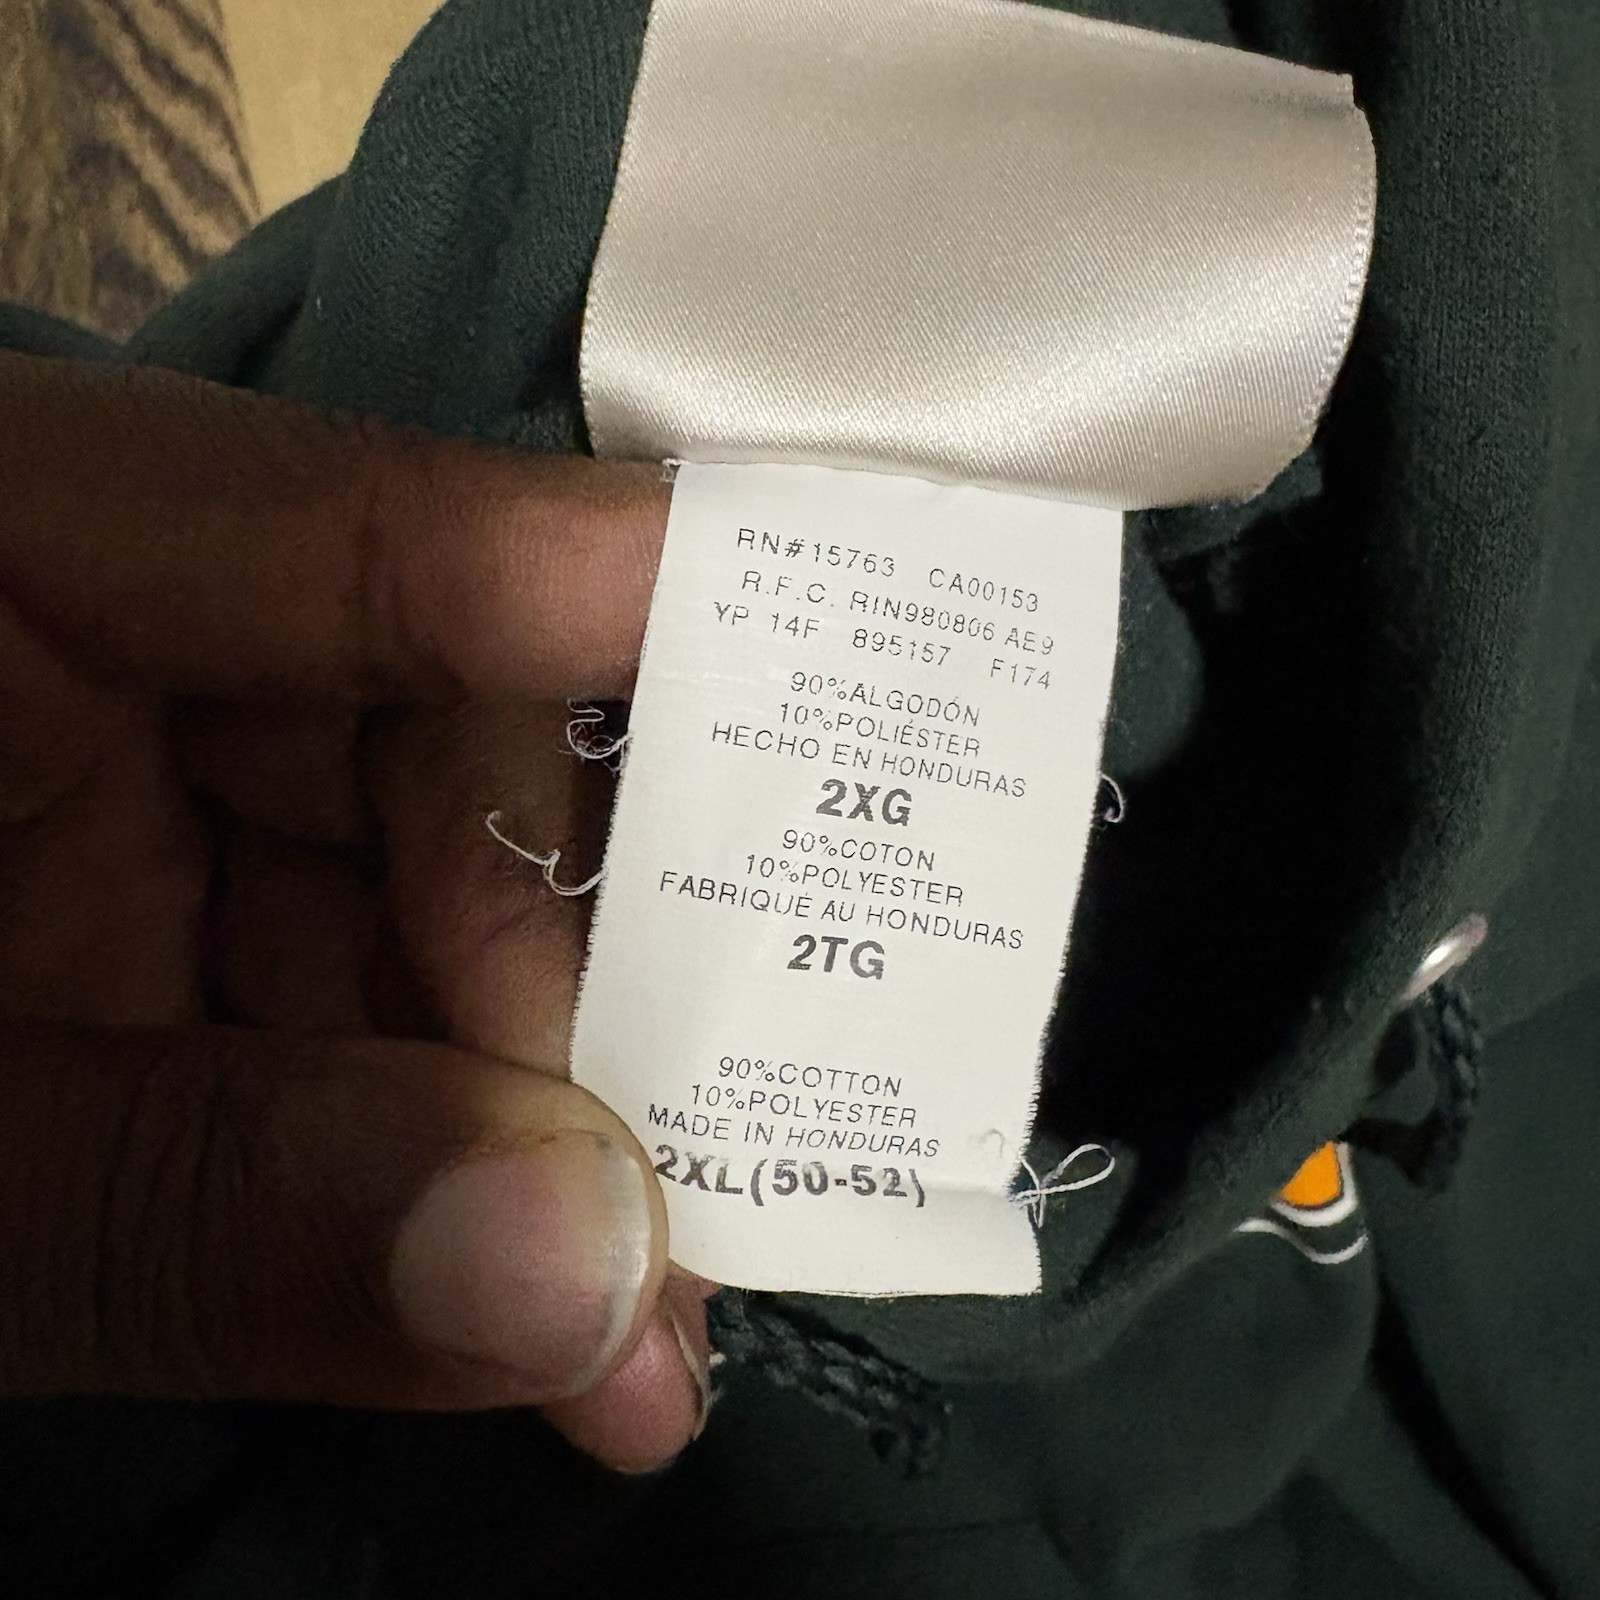 RN#15763 CA00153
R.F.C. RIN980806 AE9
YP 14F 895157 F174
90%ALGODÓN
10%POLIÉSTER
HECHO EN HONDURAS
2XG
90%COTON
10%POLYESTER
FABRIQUÉ AU HONDURAS
2TG
90%COTTON
10%POLYESTER
MADE IN HONDURAS
2XL(50-52)